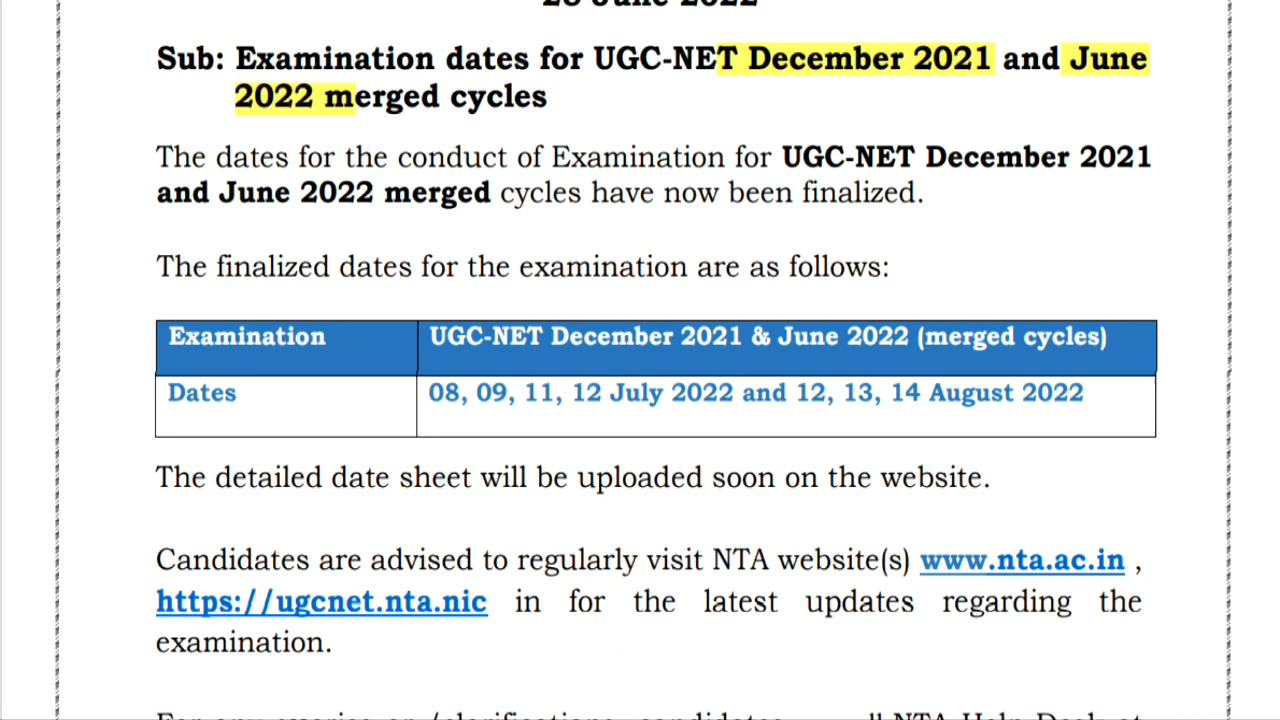 June 2022
Sub: Examination dates for UGC-NET December 2021 and June
2022 merged cycles
The dates for the conduct of Examination for UGC-NET December 2021
and June 2022 merged cycles have now been finalized.
The finalized dates for the examination are as follows:
Examination UGC-NET December 2021 & June 2022 (merged cycles)
Dates 08, 09, 11, 12 July 2022 and 12, 13, 14 August 2022
The detailed date sheet will be uploaded soon on the website.
Candidates are advised to regularly visit NTA website(s) www.nta.ac.in ,
https://ugcnet.nta.nic in for the latest updates regarding the
examination.